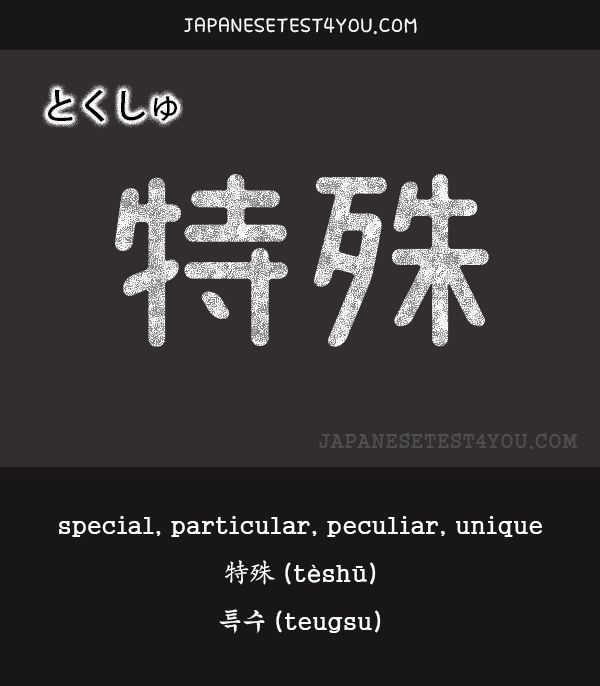 JAPANESETEST4YOU.COM
とくしゅ
特殊
JAPANESETEST4YOU.COM
special, particular, peculiar, unique
特殊 (tèshū)
특수 (teugsu)